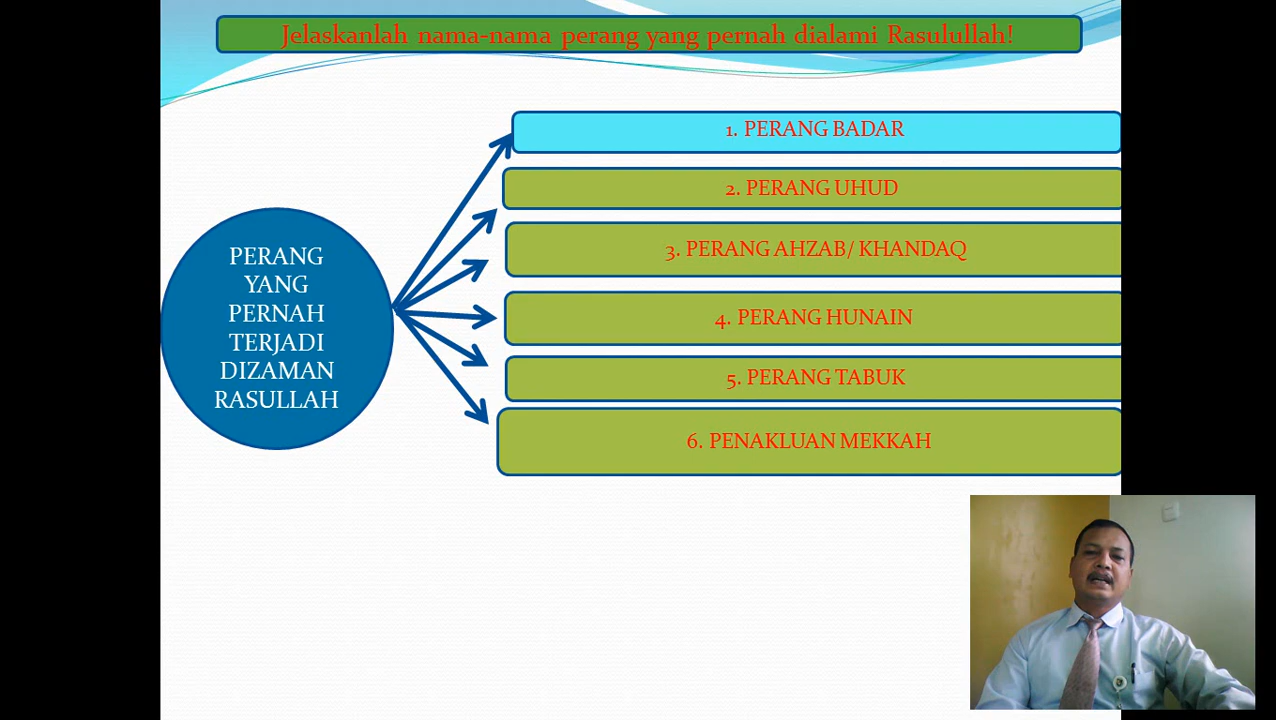 Jelaskanlah nama-nama perang yang pernah dialami Rasulullah!
1. PERANG BADAR
2. PERANG UHUD
3. PERANG AHZAB/ KHANDAQ
4. PERANG HUNAIN
5. PERANG TABUK
6. PENAKLUAN MEKKAH
PERANG
YANG
PERNAH
TERJADI
DIZAMAN
RASULLAH